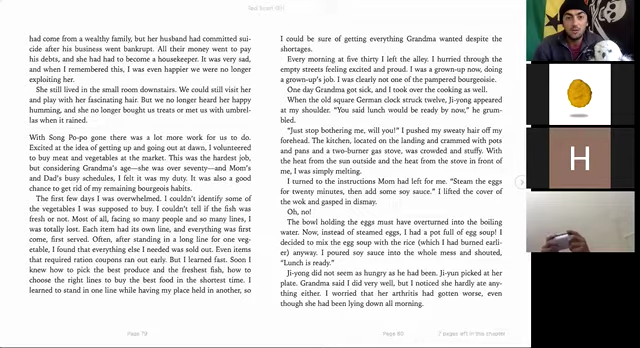 Red Scarf Girl
had come from a wealthy family, but her husband had committed sui-
cide after his business went bankrupt. All their money went to pay
his debts, and she had had to become a housekeeper. It was very sad,
and when I remembered this, I was even happier we were no longer
exploiting her.
She still lived in the small room downstairs. We could still visit her
and play with her fascinating hair. But we no longer heard her happy
humming, and she no longer bought us treats or met us with umbrel-
las when it rained.
With Song Po-po gone there was a lot more work for us to do.
Excited at the idea of getting up and going out at dawn, I volunteered
to buy meat and vegetables at the market. This was the hardest job,
but considering Grandma's age—she was over seventy—and Mom's
and Dad's busy schedules, I felt it was my duty. It was also a good
chance to get rid of my remaining bourgeois habits.
The first few days I was overwhelmed. I couldn't identify some
of the vegetables I was supposed to buy. I couldn't tell if the fish was
fresh or not. Most of all, facing so many people and so many lines, I
was totally lost. Each item had its own line, and everything was first
come, first served. Often, after standing in a long line for one veg-
etable, I found that everything else I needed was sold out. Even items
that required ration coupons ran out early. But I learned fast. Soon I
knew how to pick the best produce and the freshest fish, how to
choose the right lines to buy the best food in the shortest time. I
learned to stand in one line while having my place held in another, so
Page 79
I could be sure of getting everything Grandma wanted despite the
shortages.
Every morning at five thirty I left the alley. I hurried through the
empty streets feeling excited and proud. I was a grown-up now, doing
a grown-up's job. I was clearly not one of the pampered bourgeoisie.
One day Grandma got sick, and I took over the cooking as well.
When the old square German clock struck twelve, Ji-yong appeared
at my shoulder. "You said lunch would be ready by now," he grum-
bled.
"Just stop bothering me, will you!" I pushed my sweaty hair off my
forehead. The kitchen, located on the landing and crammed with pots
and pans and a two-burner gas stove, was crowded and stuffy. With
the heat from the sun outside and the heat from the stove in front of
me, I was simply melting.
I turned to the instructions Mom had left for me. "Steam the eggs
for twenty minutes, then add some soy sauce." I lifted the cover of
the wok and gasped in dismay.
Oh, no!
The bowl holding the eggs must have overturned into the boiling
water. Now, instead of steamed eggs, I had a pot full of egg soup! I
decided to mix the egg soup with the rice (which I had burned earli-
er) anyway. I poured soy sauce into the whole mess and shouted,
"Lunch is ready."
Ji-yong did not seem as hungry as he had been. Ji-yun picked at her
plate. Grandma said I did very well, but I noticed she hardly ate any-
thing either. I worried that her arthritis had gotten worse, even
though she had been lying down all morning.
Page 80
7 pages left in this chapter
H